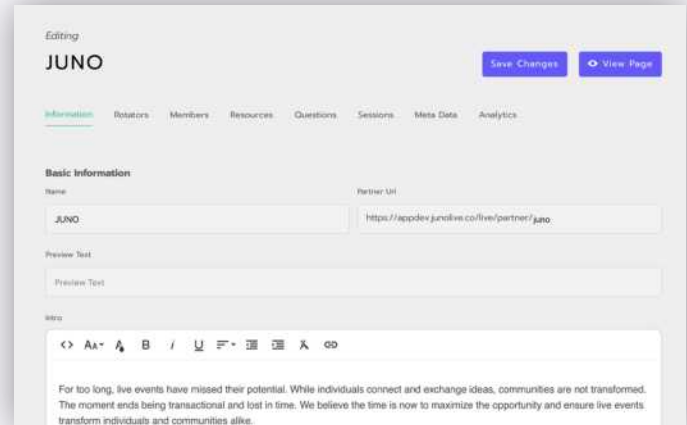 Editing
JUNO
Save Changes
View Page
Information Rotators Members Resources Questions Sessions Meta Data Analytics
Basic Information
Name Partner Url
JUNO https://appdev.junolive.co/live/partner/juno
Preview Text
Preview Text
Intro
For too long, live events have missed their potential. While individuals connect and exchange ideas, communities are not transformed.
The moment ends being transactional and lost in time. We believe the time is now to maximize the opportunity and ensure live events
transform individuals and communities alike.